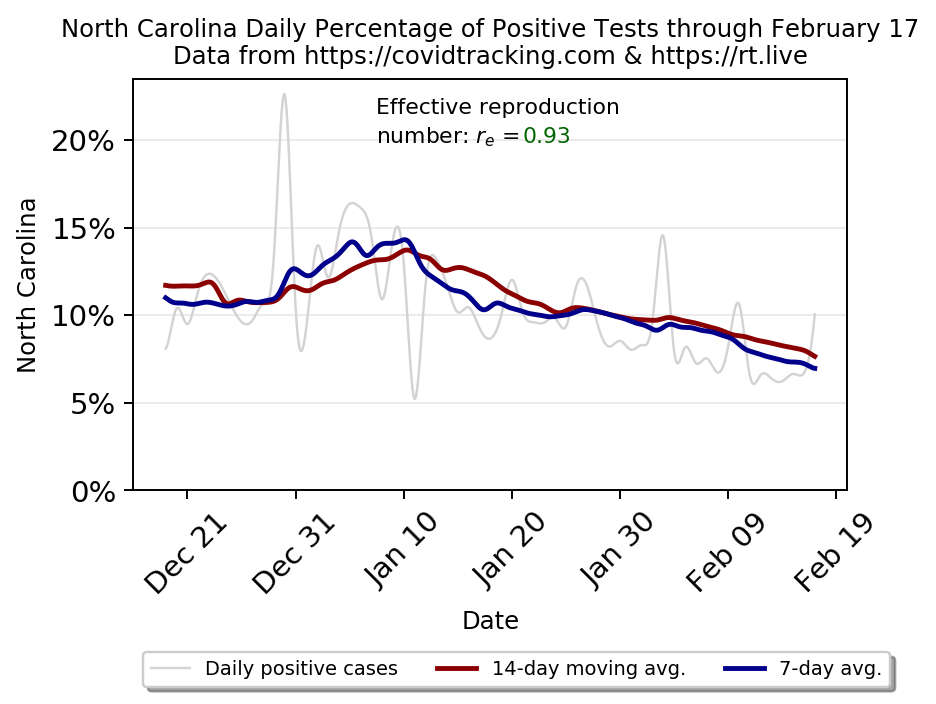 North Carolina Daily Percentage of Positive Tests through February 17
Data from https://covidtracking.com & https://rt.live
Effective reproduction
number: rₑ =0.93
20%
15%
10%
5%
0%
North Carolina
Dec 21
Dec 31
Jan 10
Jan 20
Jan 30
Feb 09
Feb 19
Date
Daily positive cases
14-day moving avg.
7-day avg.